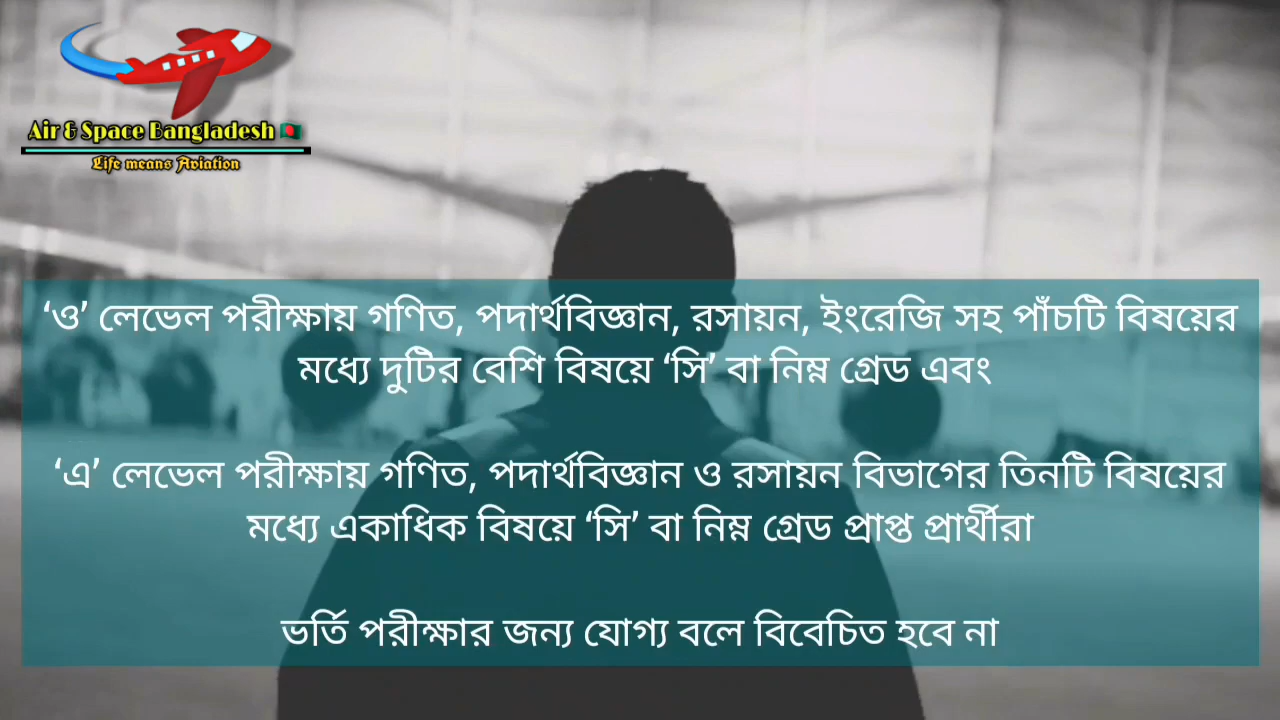 Air & Space Bangladesh
Life means Aviation
‘ও’ লেভেল পরীক্ষায় গণিত, পদার্থবিজ্ঞান, রসায়ন, ইংরেজি সহ পাঁচটি বিষয়ের
মধ্যে দুটির বেশি বিষয়ে ‘সি’ বা নিম্ন গ্রেড এবং
‘এ’ লেভেল পরীক্ষায় গণিত, পদার্থবিজ্ঞান ও রসায়ন বিভাগের তিনটি বিষয়ের
মধ্যে একাধিক বিষয়ে ‘সি’ বা নিম্ন গ্রেড প্রাপ্ত প্রার্থীরা
ভর্তি পরীক্ষার জন্য যোগ্য বলে বিবেচিত হবে না